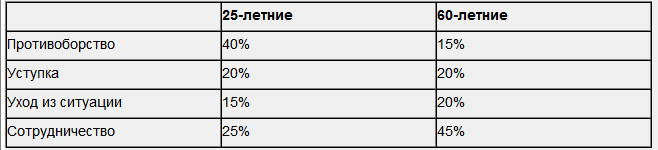 25-летние 60-летние
Противоборство 40% 15%
Уступка 20% 20%
Уход из ситуации 15% 20%
Сотрудничество 25% 45%